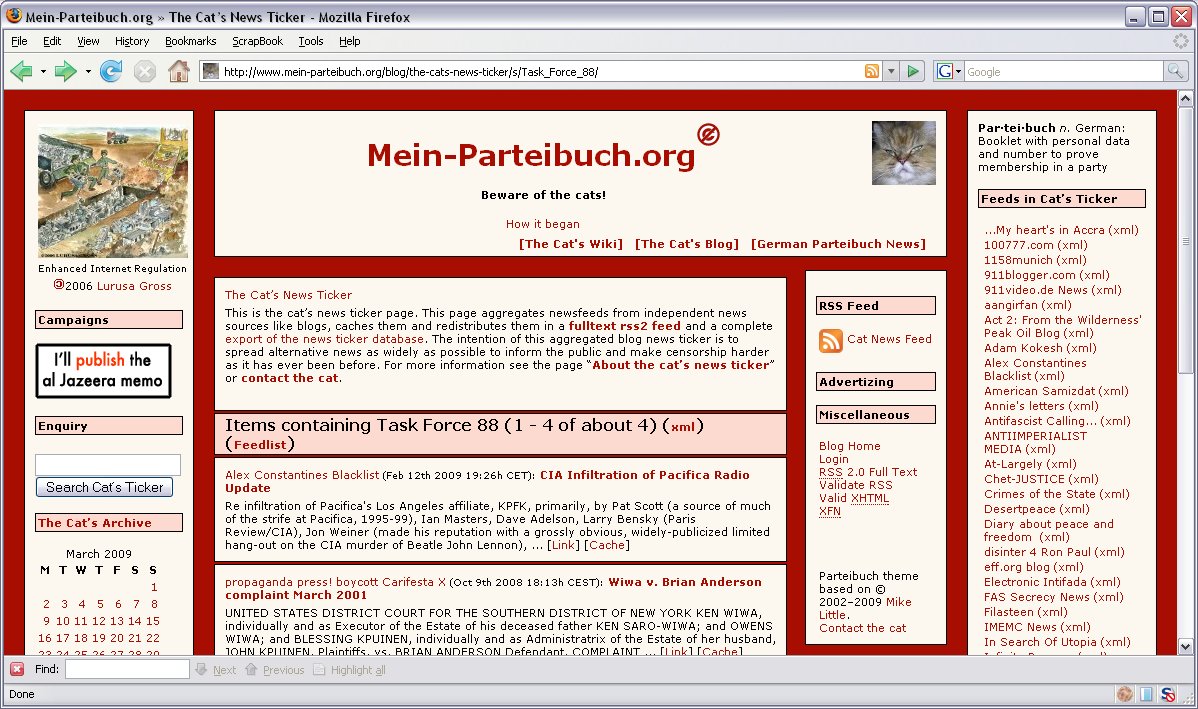 Mein-Parteibuch.org » The Cat's News Ticker - Mozilla Firefox
File Edit View History Bookmarks ScrapBook Tools Help
http://www.mein-parteibuch.org/blog/the-cats-news-ticker/s/Task_Force_88/
G Google
Enhanced Internet Regulation
@2006 Lurusa Gross
Campaigns
I'll publish the
al Jazeera memo
Enquiry
Search Cat's Ticker
The Cat's Archive
March 2009
M T W T F S S
1
2 3 4 5 6 7 8
9 10 11 12 13 14 15
16 17 18 19 20 21 22
23 24 25 26 27 28 29
Mein-Parteibuch.org
Beware of the cats!
How it began
[The Cat's Wiki] [The Cat's Blog] [German Parteibuch News]
The Cat's News Ticker
This is the cat's news ticker page. This page aggregates newsfeeds from independent news
sources like blogs, caches them and redistributes them in a fulltext rss2 feed and a complete
export of the news ticker database. The intention of this aggregated blog news ticker is to
spread alternative news as widely as possible to inform the public and make censorship harder
as it has ever been before. For more information see the page "About the cat's news ticker"
or contact the cat.
Items containing Task Force 88 (1 - 4 of about 4) (xml)
(Feedlist)
Alex Constantines Blacklist (Feb 12th 2009 19:26h CET): CIA Infiltration of Pacifica Radio
Update
Re infiltration of Pacifica's Los Angeles affiliate, KPFK, primarily, by Pat Scott (a source of much
of the strife at Pacifica, 1995-99), Ian Masters, Dave Adelson, Larry Bensky (Paris
Review/CIA), Jon Weiner (made his reputation with a grossly obvious, widely-publicized limited
hang-out on the CIA murder of Beatle John Lennon), ... [Link] [Cache]
propaganda press! boycott Carifesta X (Oct 9th 2008 18:13h CEST): Wiwa v. Brian Anderson
complaint March 2001
UNITED STATES DISTRICT COURT FOR THE SOUTHERN DISTRICT OF NEW YORK KEN WIWA,
individually and as Executor of the Estate of his deceased father KEN SARO-WIWA; and OWENS
WIWA; and BLESSING KPUINEN, individually and as Administratrix of the Estate of her husband,
JOHN KPUINEN, Plaintiffs, vs. BRIAN ANDERSON Defendant. COMPLAINT ... [Link] [Cache]
RSS Feed
Cat News Feed
Advertizing
Miscellaneous
Blog Home
Login
RSS 2.0 Full Text
Validate RSS
Valid XHTML
XFN
Parteibuch theme
based on ©
2002-2009 Mike
Little.
Contact the cat
Par·tei·buch n. German:
Booklet with personal data
and number to prove
membership in a party
Feeds in Cat's Ticker
...My heart's in Accra (xml)
100777.com (xml)
1158munich (xml)
911blogger.com (xml)
911video.de News (xml)
aangirfan (xml)
Act 2: From the Wilderness'
Peak Oil Blog (xml)
Adam Kokesh (xml)
Alex Constantines
Blacklist (xml)
American Samizdat (xml)
Annie's letters (xml)
Antifascist Calling... (xml)
ANTIIMPERIALIST
MEDIA (xml)
At-Largely (xml)
Chet-JUSTICE (xml)
Crimes of the State (xml)
Desertpeace (xml)
Diary about peace and
freedom (xml)
disinter 4 Ron Paul (xml)
eff.org blog (xml)
Electronic Intifada (xml)
FAS Secrecy News (xml)
Filasteen (xml)
IMEMC News (xml)
In Search Of Utopia (xml)
Find: Next Previous Highlight all
Done